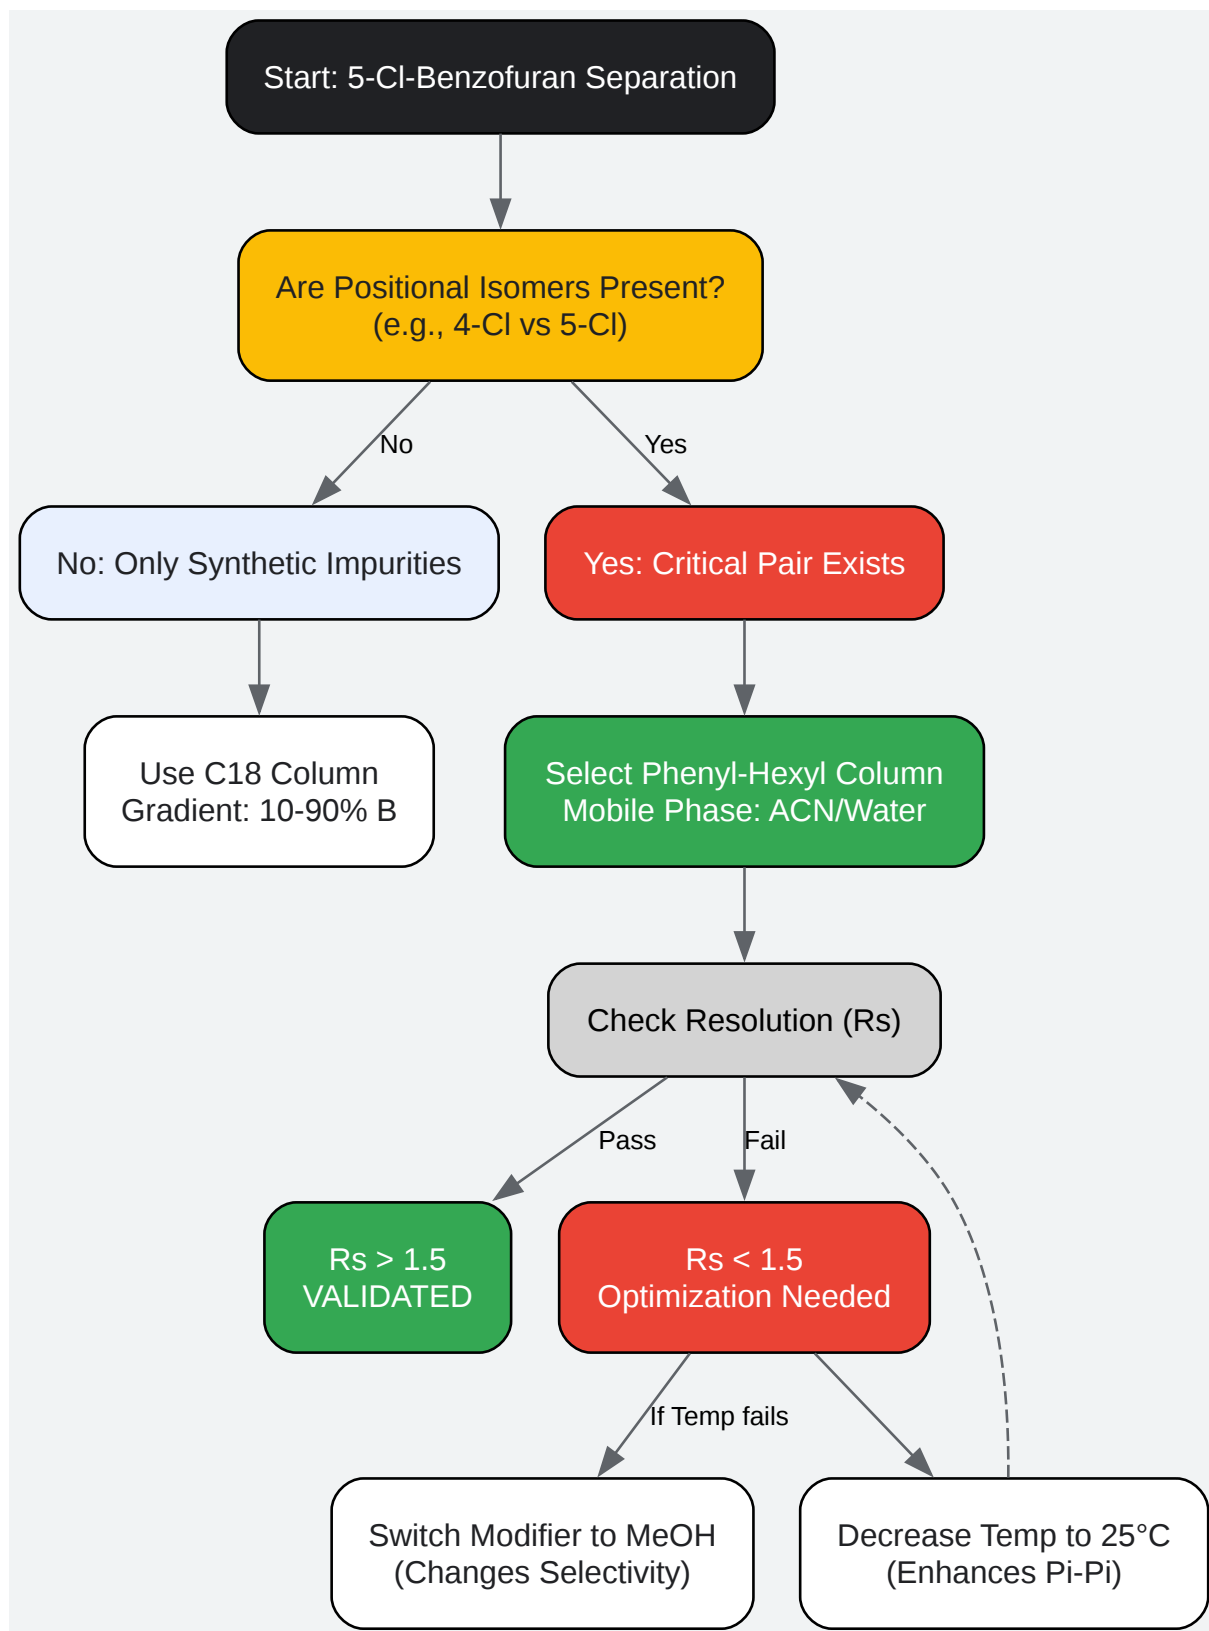 Start: 5-Cl-Benzofuran Separation
Are Positional Isomers Present?
(e.g., 4-Cl vs 5-Cl)
No
Yes
No: Only Synthetic Impurities
Yes: Critical Pair Exists
Use C18 Column
Gradient: 10-90% B
Select Phenyl-Hexyl Column
Mobile Phase: ACN/Water
Check Resolution (Rs)
Pass
Fail
Rs > 1.5
VALIDATED
Rs < 1.5
Optimization Needed
If Temp fails
Switch Modifier to MeOH
(Changes Selectivity)
Decrease Temp to 25°C
(Enhances Pi-Pi)